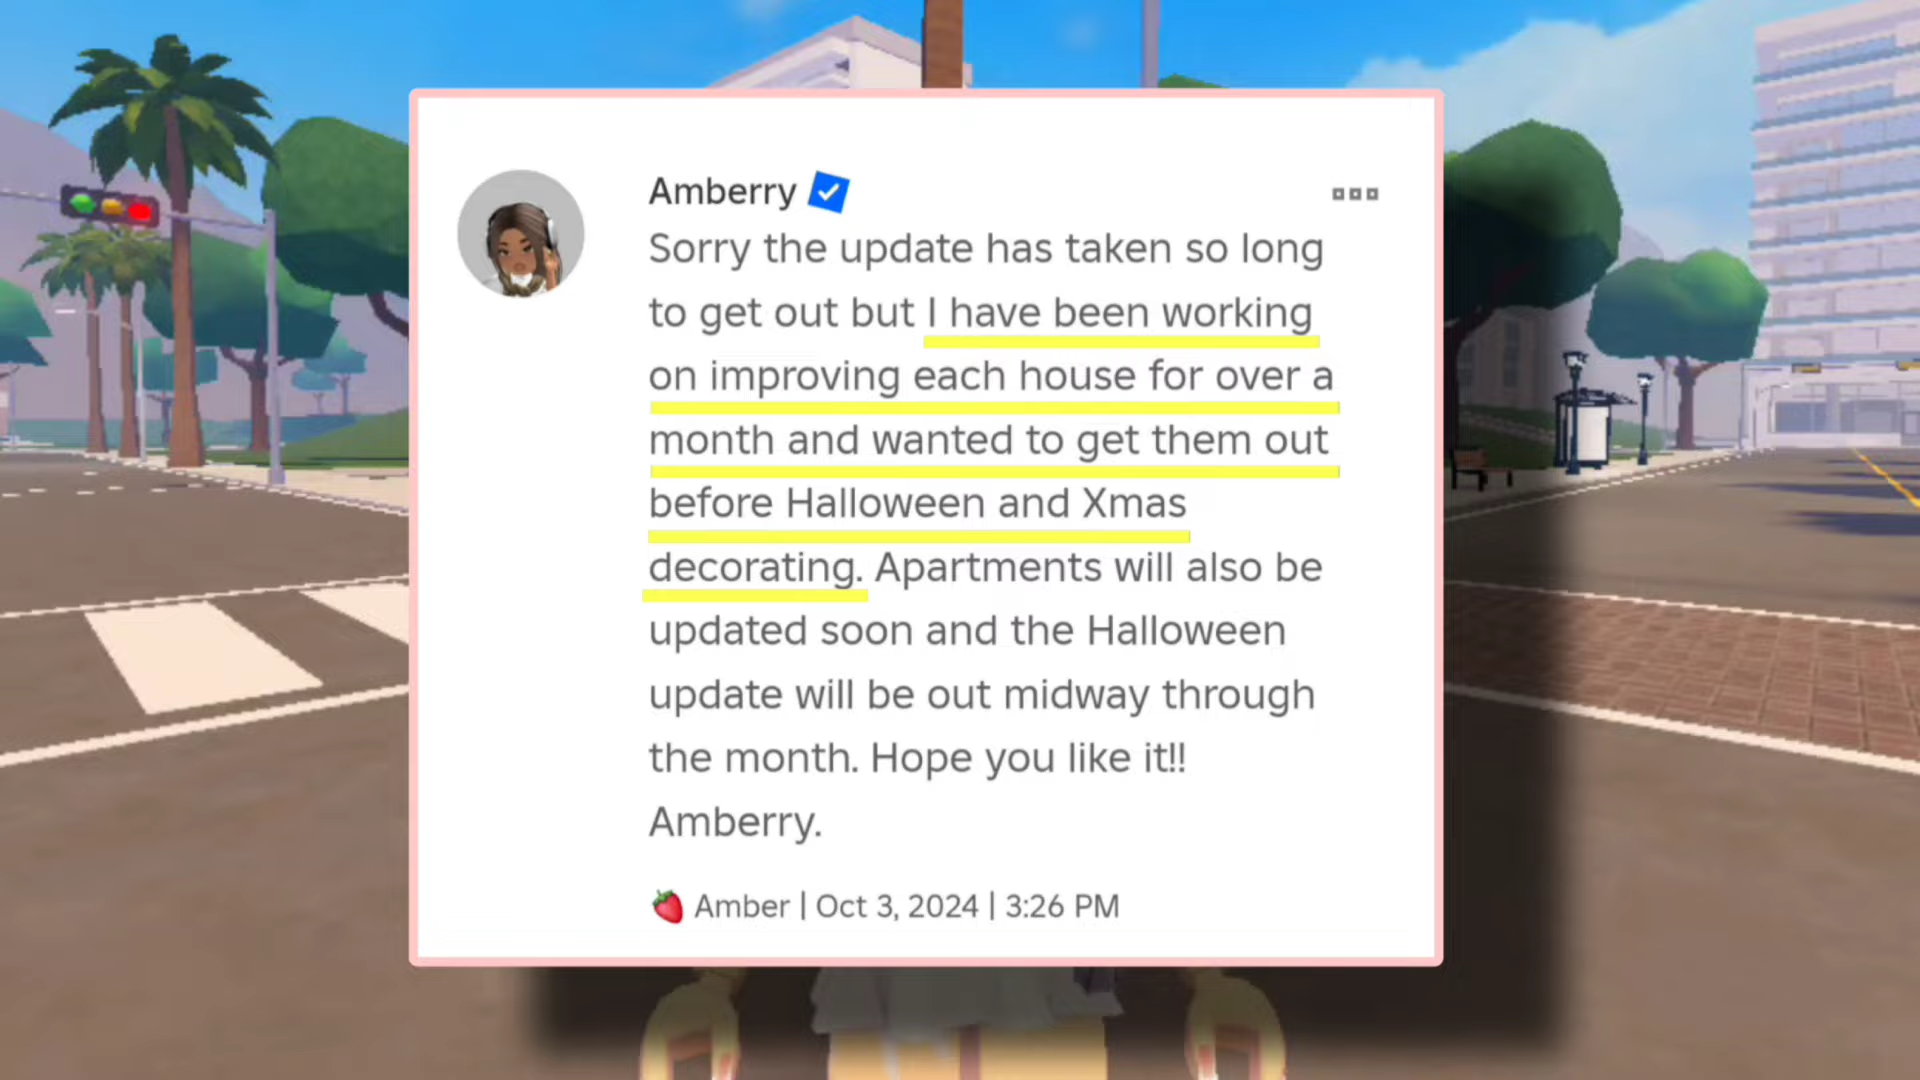 Amberry
Sorry the update has taken so long
to get out but I have been working
on improving each house for over a
month and wanted to get them out
before Halloween and Xmas
decorating. Apartments will also be
updated soon and the Halloween
update will be out midway through
the month. Hope you like it!!
Amberry.
🍓 Amber | Oct 3, 2024 | 3:26 PM